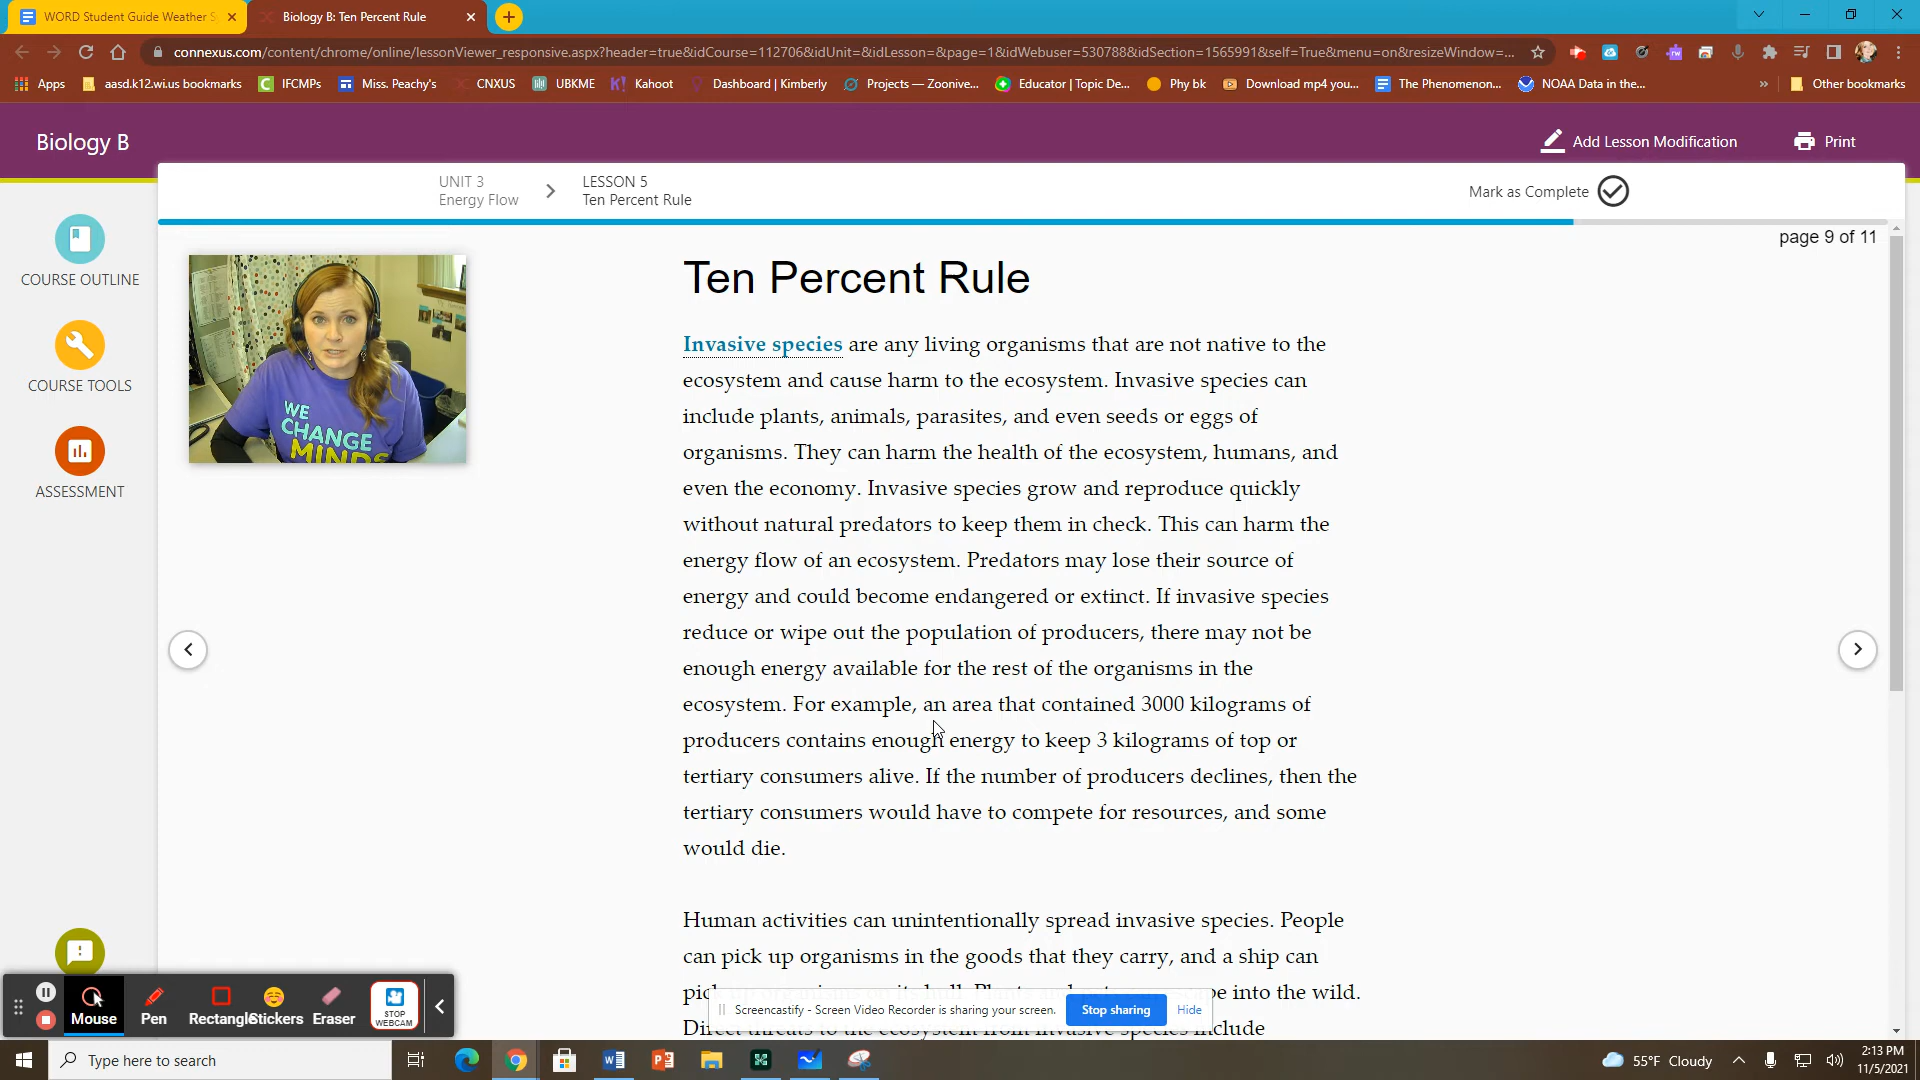 WORD Student Guide Weather S
Biology B: Ten Percent Rule
connexus.com/content/chrome/online/lessonViewer_responsive.aspx?header=true&idCourse=112706&idUnit=&idLesson=&page=1&idWebuser=530788&idSection=1565991&self=True&menu=on&resizeWindow=...
Apps
aasd.k12.wi.us bookmarks
IFCMPs
Miss. Peachy's
CNXUS
UBKME
Kahoot
Dashboard | Kimberly
Projects — Zoonive...
Educator | Topic De...
Phy bk
Download mp4 you...
The Phenomenon...
NOAA Data in the...
»
Other bookmarks
Biology B
Add Lesson Modification
Print
UNIT 3
Energy Flow
LESSON 5
Ten Percent Rule
Mark as Complete
page 9 of 11
COURSE OUTLINE
COURSE TOOLS
ASSESSMENT
WE
CHANGE
MINDS
Ten Percent Rule
Invasive species are any living organisms that are not native to the
ecosystem and cause harm to the ecosystem. Invasive species can
include plants, animals, parasites, and even seeds or eggs of
organisms. They can harm the health of the ecosystem, humans, and
even the economy. Invasive species grow and reproduce quickly
without natural predators to keep them in check. This can harm the
energy flow of an ecosystem. Predators may lose their source of
energy and could become endangered or extinct. If invasive species
reduce or wipe out the population of producers, there may not be
enough energy available for the rest of the organisms in the
ecosystem. For example, an area that contained 3000 kilograms of
producers contains enough energy to keep 3 kilograms of top or
tertiary consumers alive. If the number of producers declines, then the
tertiary consumers would have to compete for resources, and some
would die.
Human activities can unintentionally spread invasive species. People
can pick up organisms in the goods that they carry, and a ship can
into the wild.
Direct threats to the ecosystem from invasive species include
Mouse
Pen
Rectangle
Stickers
Eraser
STOP
WEBCAM
Screencastify - Screen Video Recorder is sharing your screen.
Stop sharing
Hide
Type here to search
55°F Cloudy
2:13 PM
11/5/2021